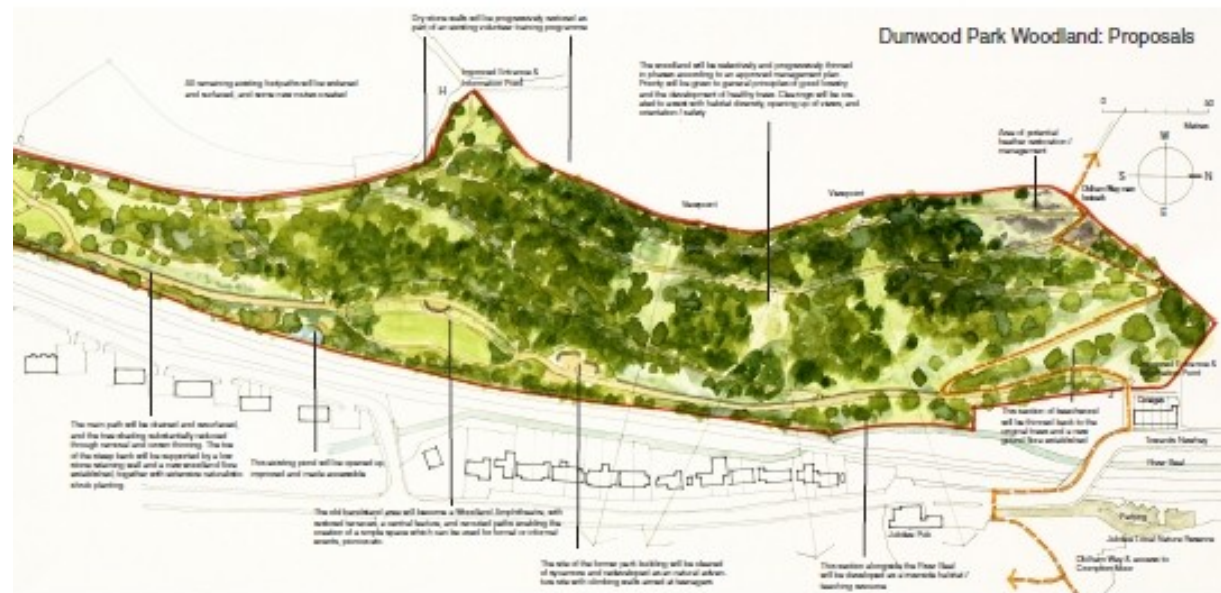 Dunwood Park Woodland: Proposals
Dry stone walls will be progressively restored as
part of an existing volunteer training programme
All remaining existing footpaths will be widened
and surfaced, and some new routes created
Improved Entrance &
Information Point
H
The woodland will be selectively and progressively thinned
in phases according to an approved management plan.
Priority will be given to general principles of good forestry
and the development of healthy trees. Clearings will be cre-
ated to assist with habitat diversity, opening up of views, and
orientation / safety
0
50
Metres
Area of potential
heather restoration /
management
W
S
N
E
Oldham Way
Viewpoint
Viewpoint
Entrance &
Information Point
J
Cottages
Towards Newhey
River Beal
Parking
Jubilee Local Nature Reserve
Oldham Way & access to
Crompton Moor
This section of beechwood
will be thinned back to the
original trees and a new
ground flora established
The main path will be cleared and resurfaced,
and the tree shading substantially reduced
through removal and crown thinning. The toe
of the steep bank will be supported by a low
stone retaining wall and a new woodland flora
established, together with extensive naturalistic
shrub planting
This existing pond will be opened up,
improved and made accessible
The old bandstand area will become a Woodland Amphitheatre, with
restored terraces, a central feature, and rerouted paths enabling the
creation of a simple space which can be used for formal or informal
events, picnics etc
The site of the former park building will be cleared
of sycamore and redeveloped as a natural adven-
ture site with climbing walls aimed at teenagers
Jubilee Pub
This section alongside the River Beal
will be developed as a riverside habitat /
teaching resource